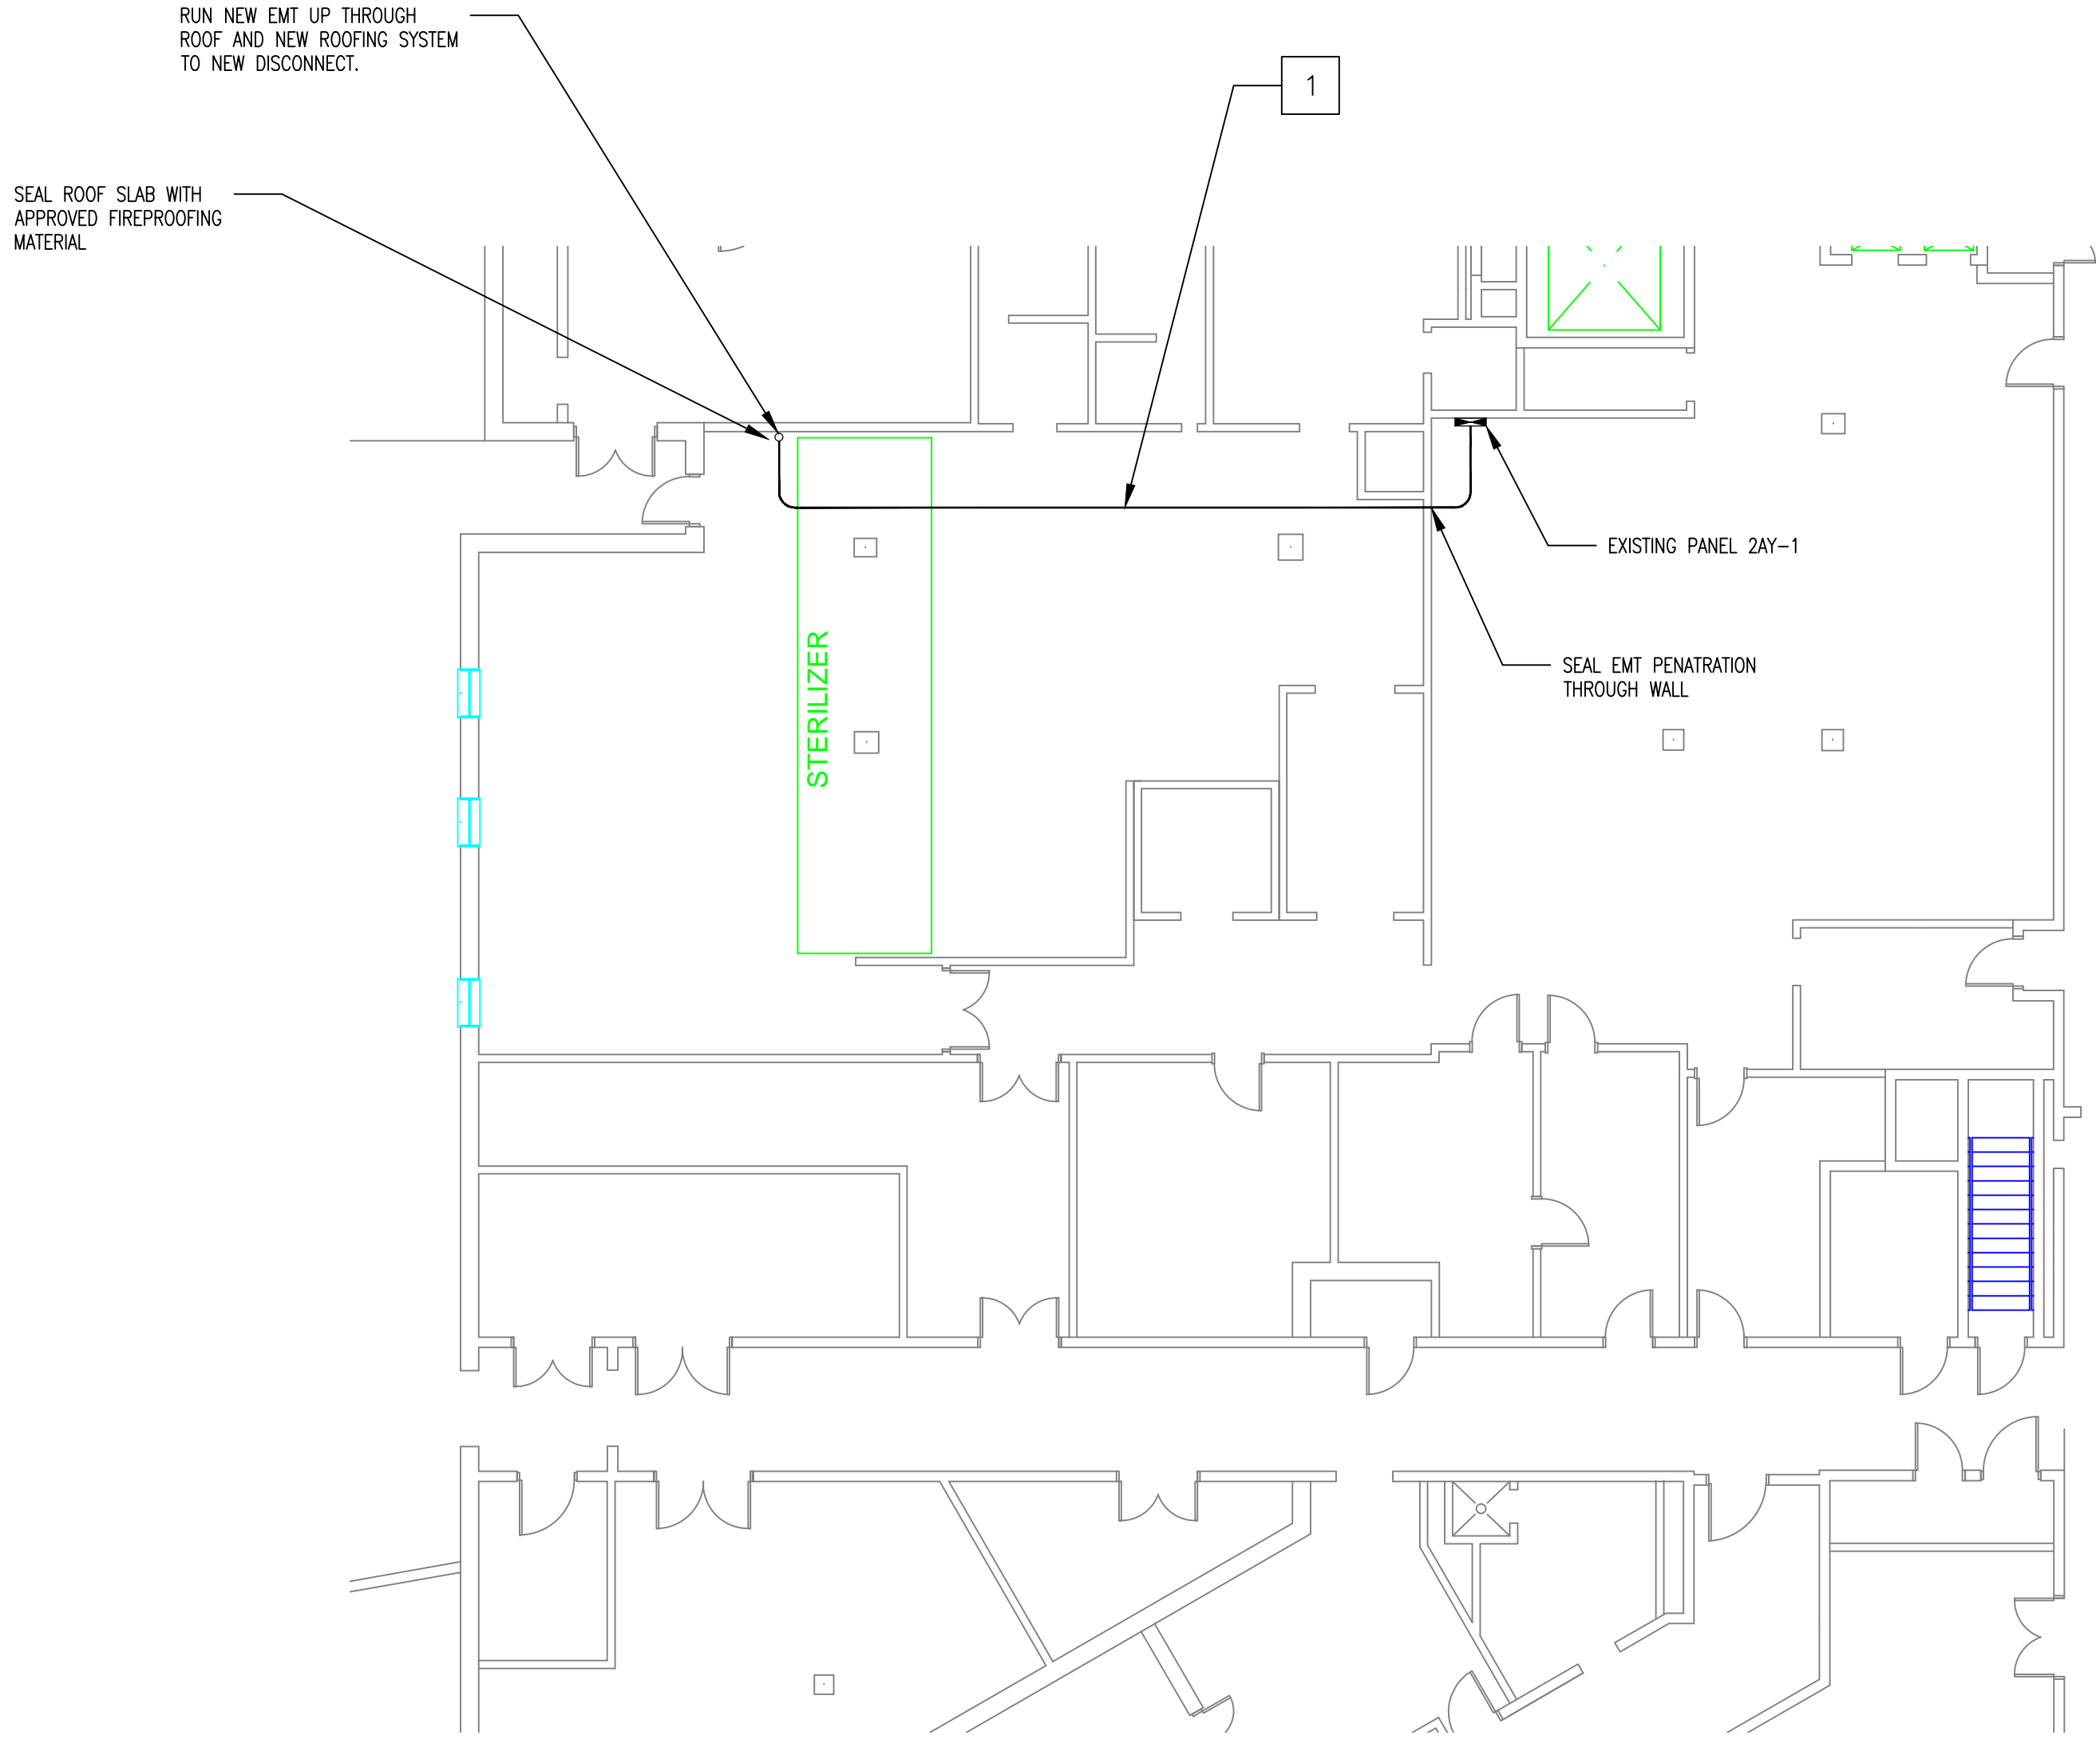 RUN NEW EMT UP THROUGH
ROOF AND NEW ROOFING SYSTEM
TO NEW DISCONNECT.
1
SEAL ROOF SLAB WITH
APPROVED FIREPROOFING
MATERIAL
EXISTING PANEL 2AY-1
SEAL EMT PENATRATION
THROUGH WALL
STERILIZER